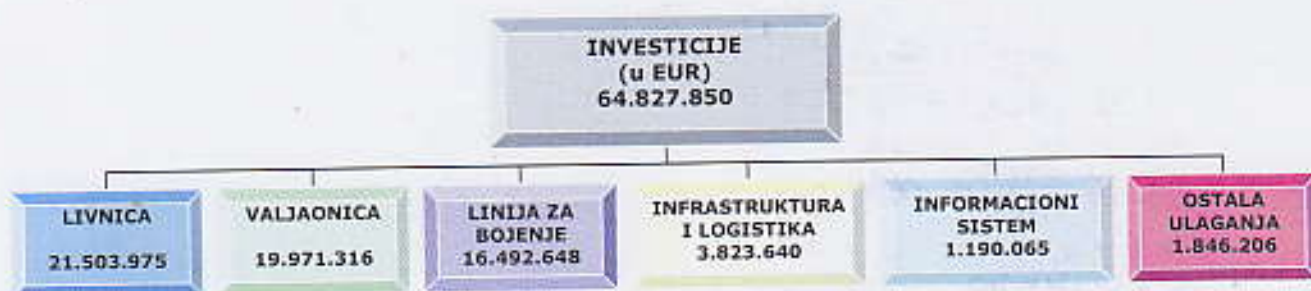 INVESTICIJE
(u EUR)
64.827.850
LIVNICA
21.503.975
VALJAONICA
19.971.316
LINIJA ZA
BOJENJE
16.492.648
INFRASTRUKTURA
I LOGISTIKA
3.823.640
INFORMACIONI
SISTEM
1.190.065
OSTALA
ULAGANJA
1.846.206